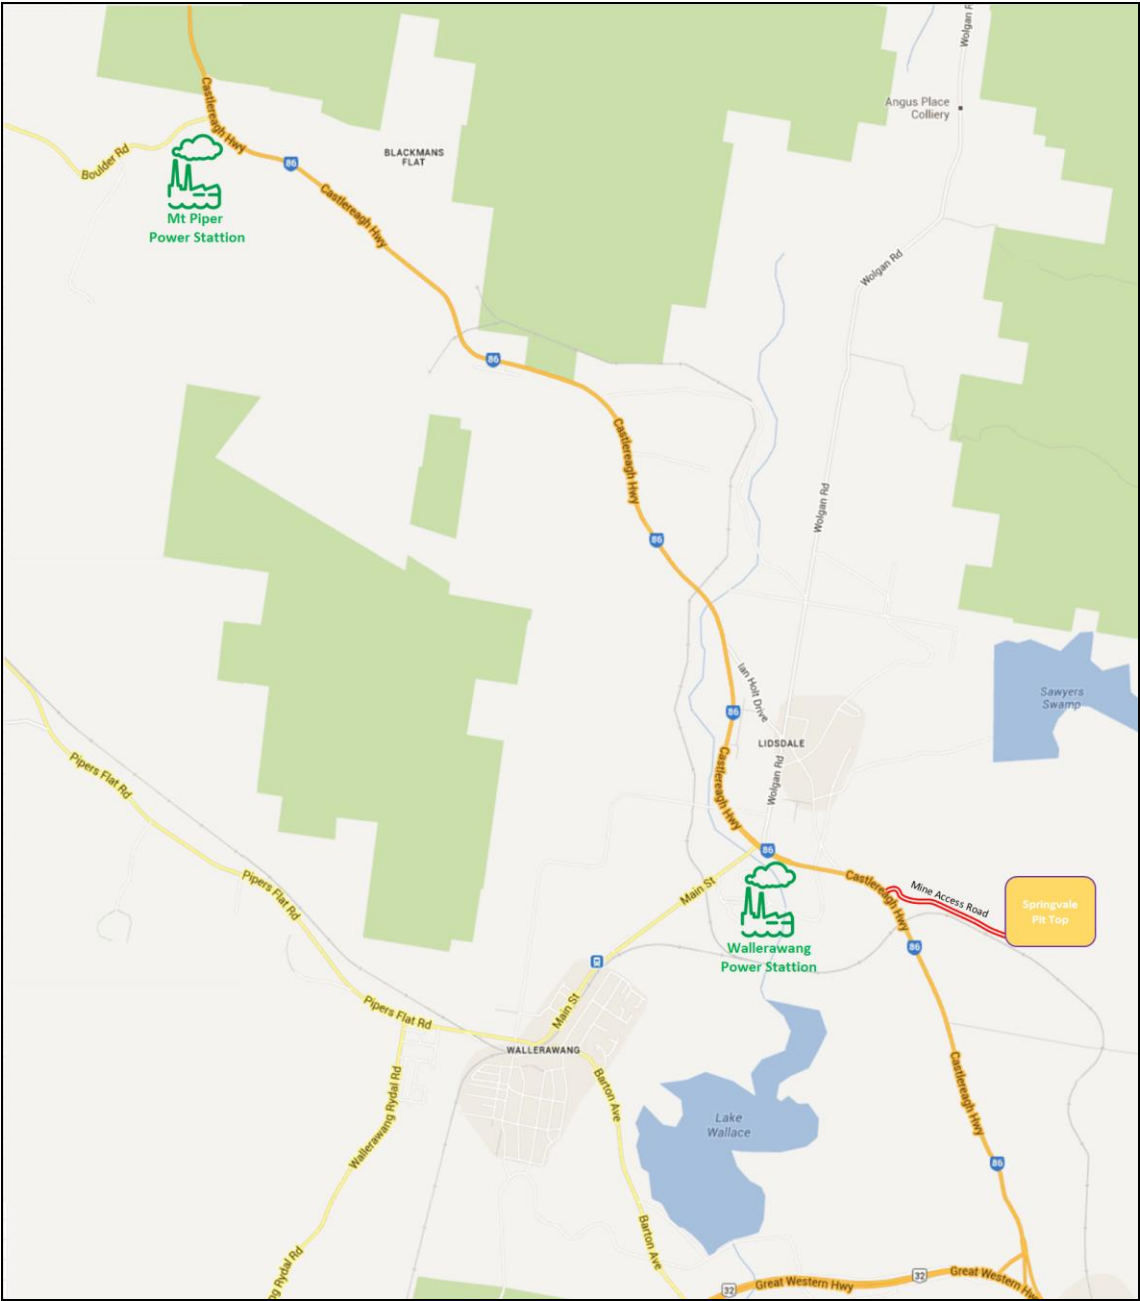 Wolgan R
Castlereagh Hwy
Angus Place
Colliery
Boulder Rd
86
BLACKMANS
FLAT
Castlereagh Hwy
Mt Piper
Power Stattion
Wolgan Rd
86
Castlereagh Hwy
Wolgan Rd
86
Ian Holt Drive
Sawyers
Swamp
86
LIDSDALE
Pipers Flat Rd
Castlereagh Hwy
Wolgan Rd
86
Pipers Flat Rd
Main St
Castlereagh Hwy
Mine Access Road
Springvale
Pit Top
86
Wallerawang
Power Stattion
Pipers Flat Rd
Main St
WALLERAWANG
Barton Ave
Castlereagh Hwy
Wallerawang Rydal Rd
Lake
Wallace
86
Barton Ave
ng Rydal Rd
32
Great Western Hwy
32
Great Western Hw